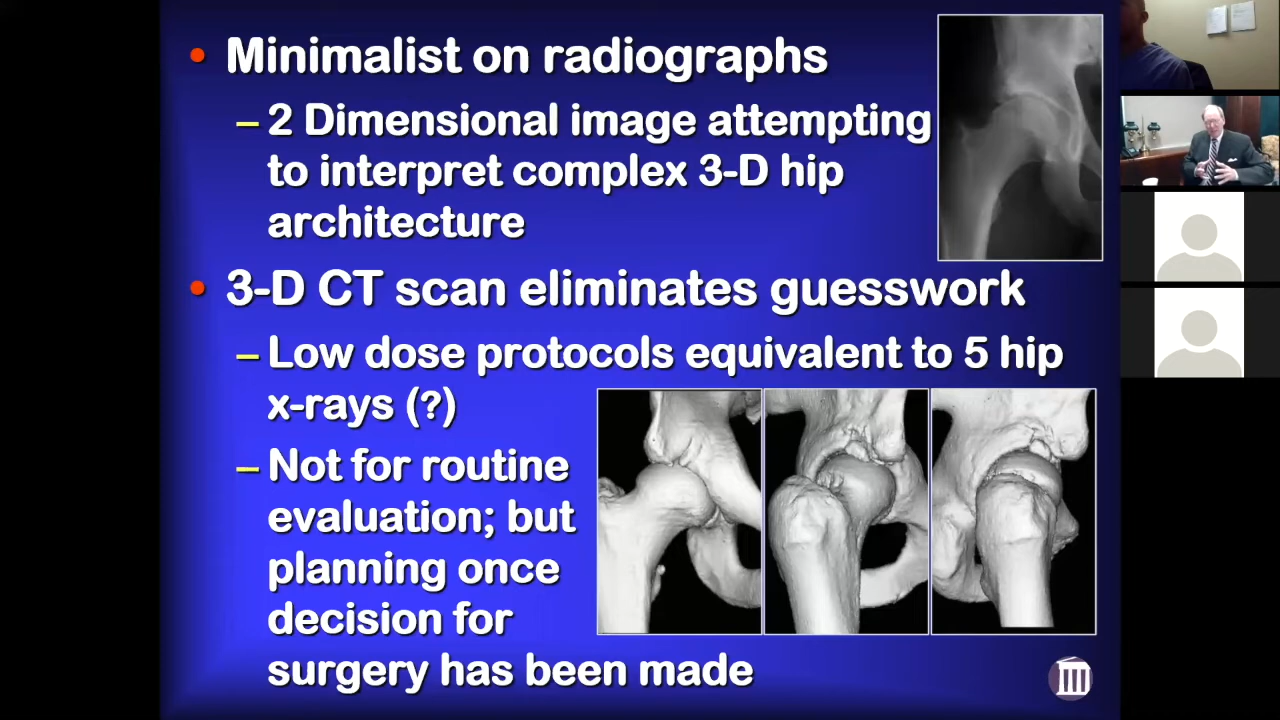 • Minimalist on radiographs
– 2 Dimensional image attempting
to interpret complex 3-D hip
architecture
• 3-D CT scan eliminates guesswork
– Low dose protocols equivalent to 5 hip
x-rays (?)
– Not for routine
evaluation; but
planning once
decision for
surgery has been made